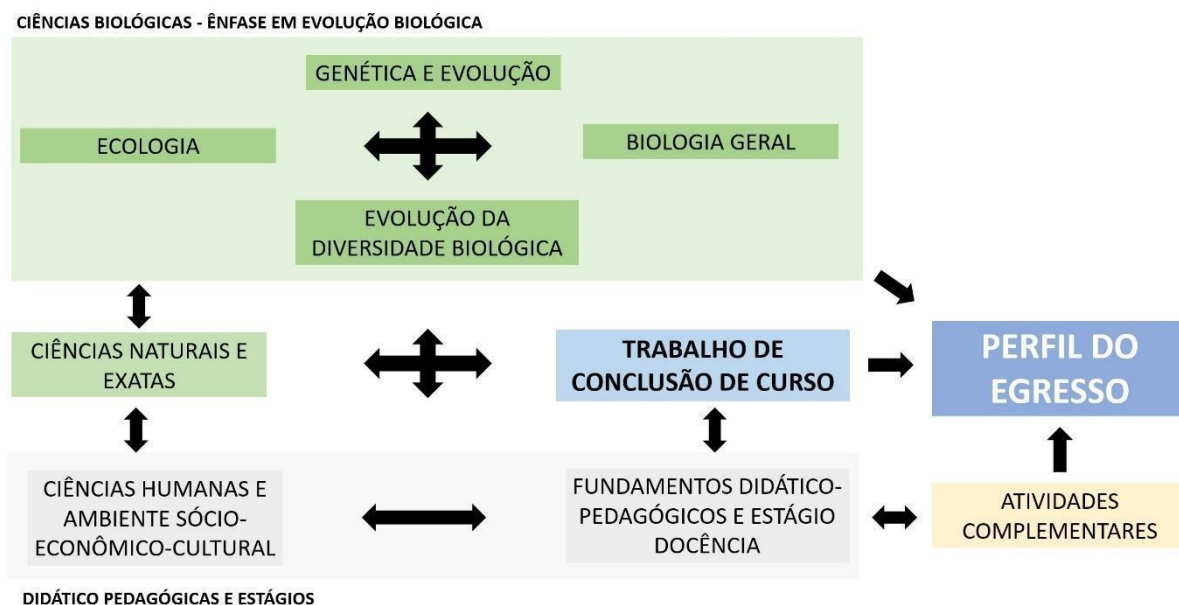 CIÊNCIAS BIOLÓGICAS - ÊNFASE EM EVOLUÇÃO BIOLÓGICA
GENÉTICA E EVOLUÇÃO
ECOLOGIA
BIOLOGIA GERAL
EVOLUÇÃO DA
DIVERSIDADE BIOLÓGICA
CIÊNCIAS NATURAIS E
EXATAS
TRABALHO DE
CONCLUSÃO DE CURSO
PERFIL DO
EGRESSO
CIÊNCIAS HUMANAS E
AMBIENTE SÓCIO-
ECONÔMICO-CULTURAL
FUNDAMENTOS DIDÁTICO-
PEDAGÓGICOS E ESTÁGIO
DOCÊNCIA
ATIVIDADES
COMPLEMENTARES
DIDÁTICO PEDAGÓGICAS E ESTÁGIOS